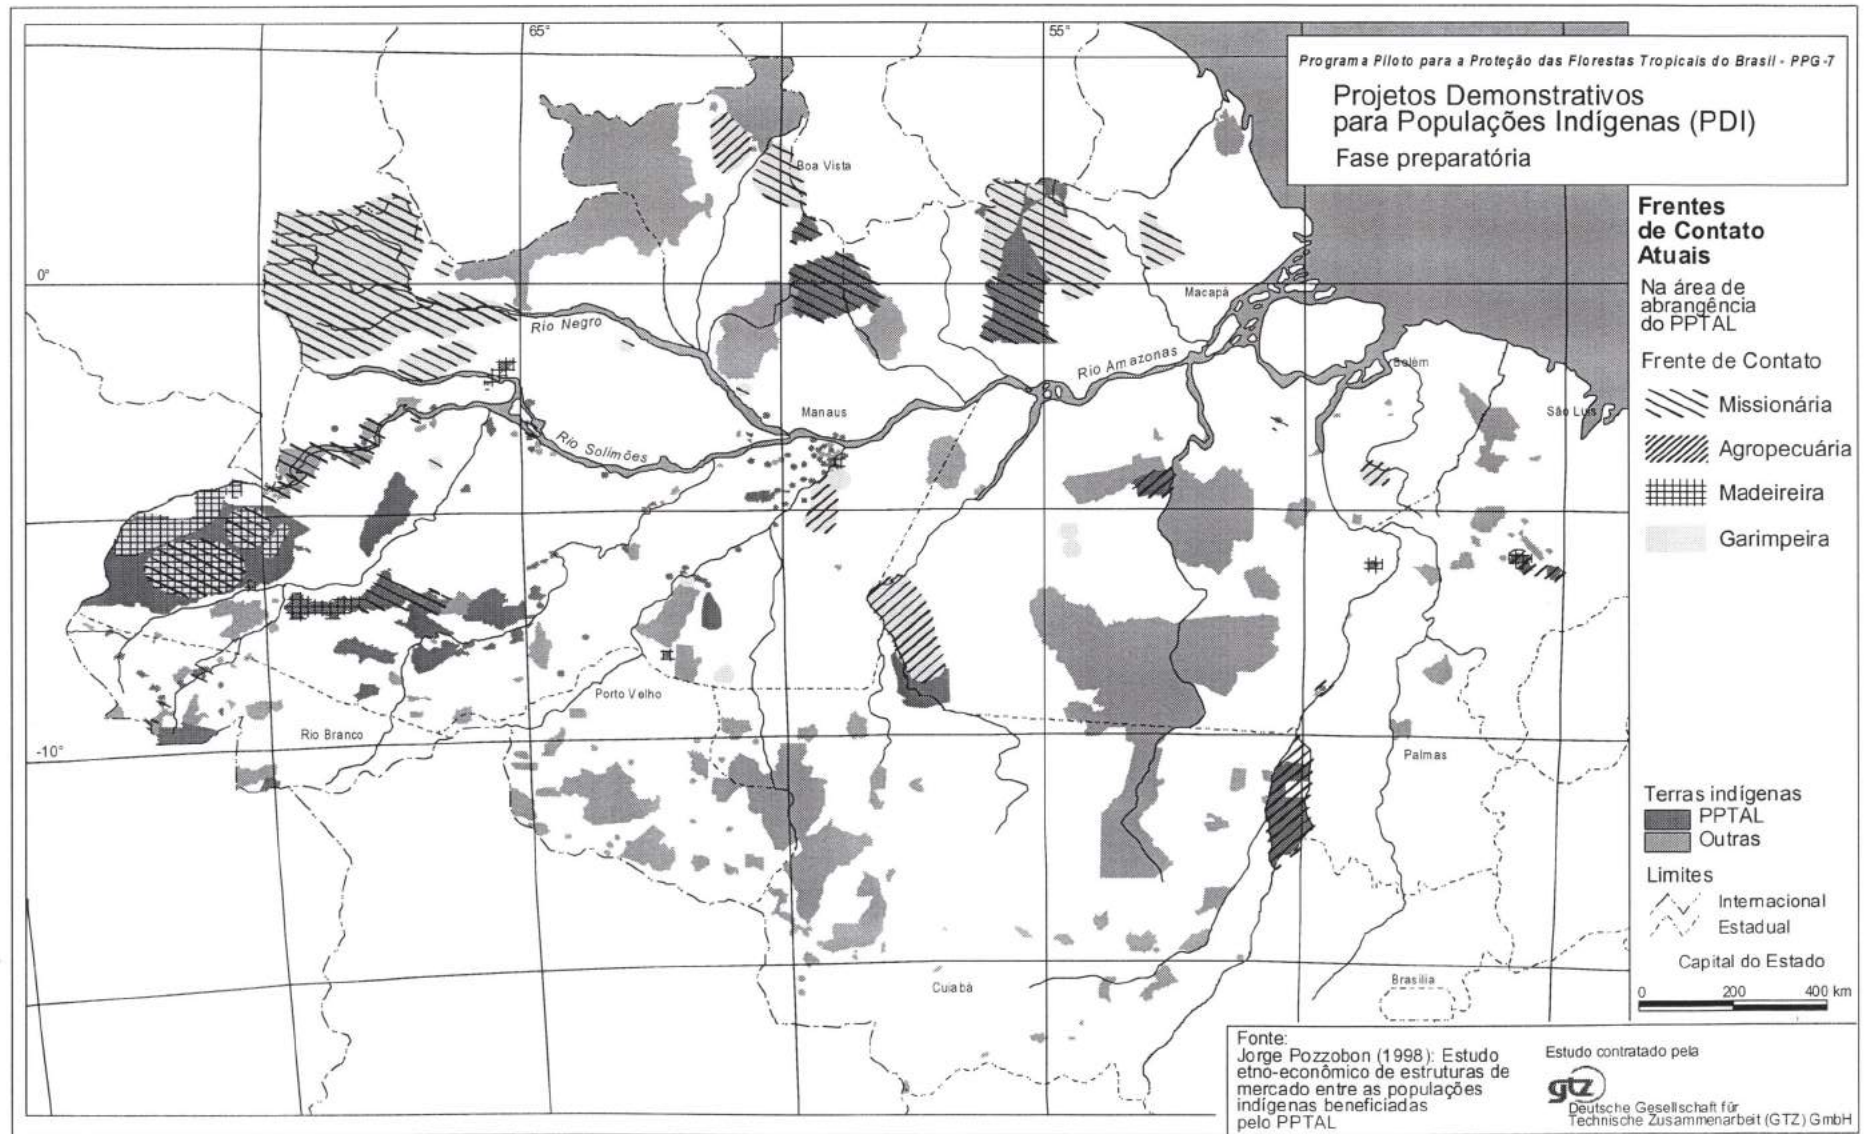 65°
55°
Programa Piloto para a Proteção das Florestas Tropicais do Brasil - PPG-7
Projetos Demonstrativos
para Populações Indígenas (PDI)
Fase preparatória
Boa Vista
Frentes
de Contato
Atuais
Na área de
abrangência
do PPTAL
Frente de Contato
Missionária
Agropecuária
Madeireira
Garimpeira
0°
Macapá
Rio Negro
Rio Amazonas
Belém
São Luis
Manaus
Rio Solimões
Porto Velho
Rio Branco
-10°
Palmas
Cuiabá
Brasília
Terras indígenas
PPTAL
Outras
Limites
Internacional
Estadual
Capital do Estado
0 200 400 km
Fonte:
Jorge Pozzobon (1998): Estudo
etno-econômico de estruturas de
mercado entre as populações
indígenas beneficiadas
pelo PPTAL
Estudo contratado pela
gtz
Deutsche Gesellschaft für
Technische Zusammenarbeit (GTZ) GmbH